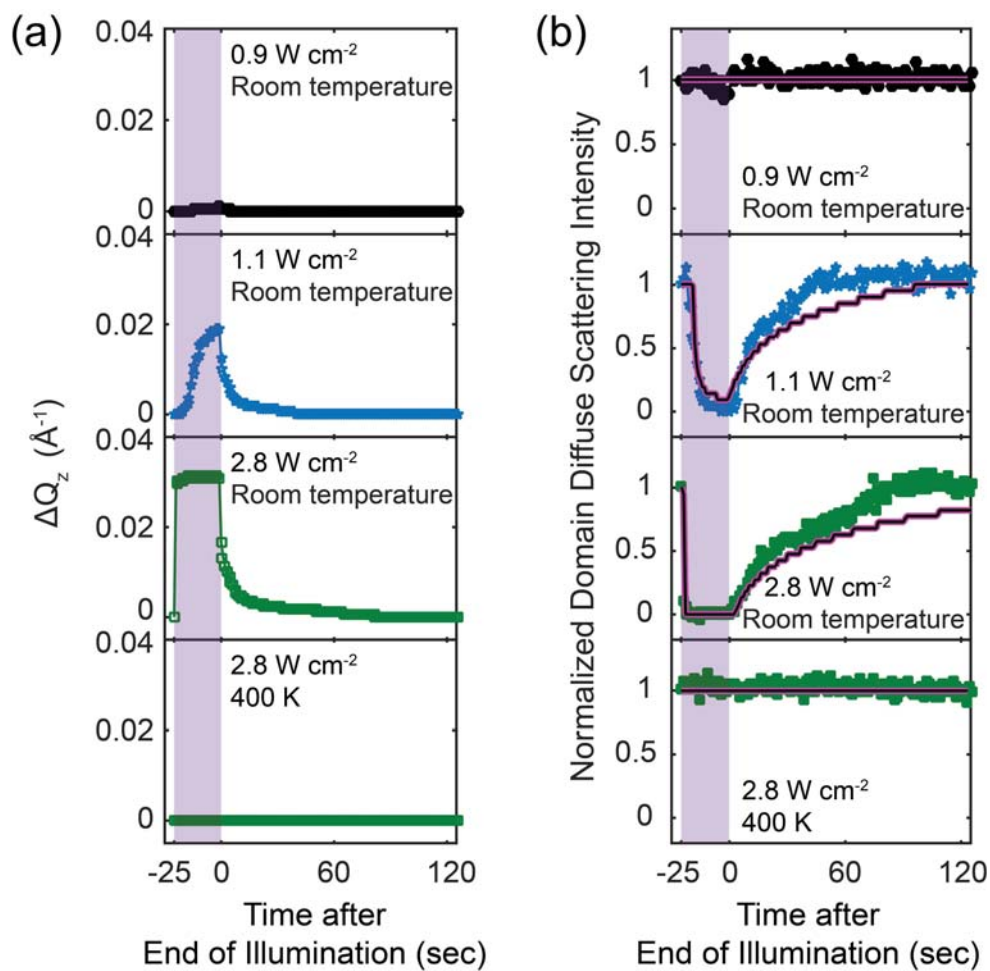 (a)
ΔQz (Å-1)
0.04
0.02
0
0.9 W cm-2
Room temperature
0.04
0.02
0
1.1 W cm-2
Room temperature
0.04
0.02
0
2.8 W cm-2
Room temperature
0.04
0.02
0
2.8 W cm-2
400 K
-25 0 60 120
Time after
End of Illumination (sec)
(b)
Normalized Domain Diffuse Scattering Intensity
1
0.5
0
0.9 W cm-2
Room temperature
1
0.5
0
1.1 W cm-2
Room temperature
1
0.5
0
2.8 W cm-2
Room temperature
1
0.5
0
2.8 W cm-2
400 K
-25 0 60 120
Time after
End of Illumination (sec)